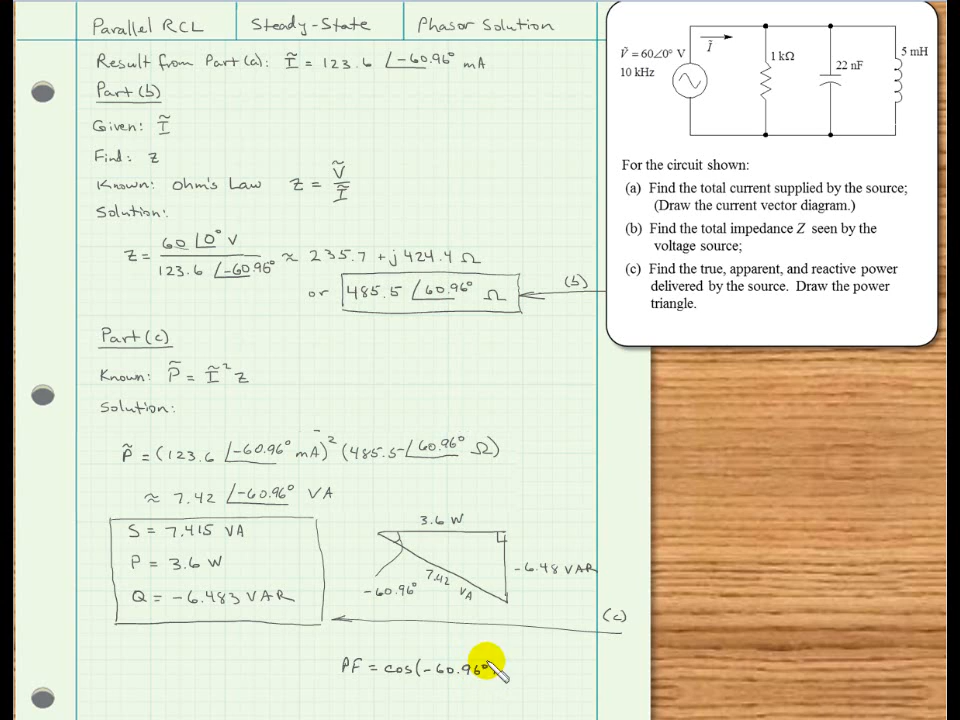 Parallel RCL Steady-State Phasor Solution
Result from Part(a): Ĩ = 123.6 ∠-60.96° mA
Part(b)
Given: Ĩ
Find: Z
Known: Ohm's Law Z = Ṽ/Ĩ
Solution:
Z = 60∠0° V / 123.6 ∠-60.96° ≈ 235.7 + j424.4 Ω
or 485.5 ∠60.96° Ω
(b)
Part(c)
Known: P̃ = Ĩ² Z
Solution:
P̃ = (123.6 ∠-60.96° mA)² (485.5 ∠60.96° Ω)
≈ 7.42 ∠-60.96° VA
S = 7.415 VA
P = 3.6 W
Q = -6.483 VAR
3.6 W
-6.48 VAR
7.42 VA
-60.96°
(c)
PF = cos(-60.96°
Ṽ = 60∠0° V
10 kHz
Ĩ
1 kΩ
22 nF
5 mH
For the circuit shown:
(a) Find the total current supplied by the source;
(Draw the current vector diagram.)
(b) Find the total impedance Z seen by the
voltage source;
(c) Find the true, apparent, and reactive power
delivered by the source. Draw the power
triangle.